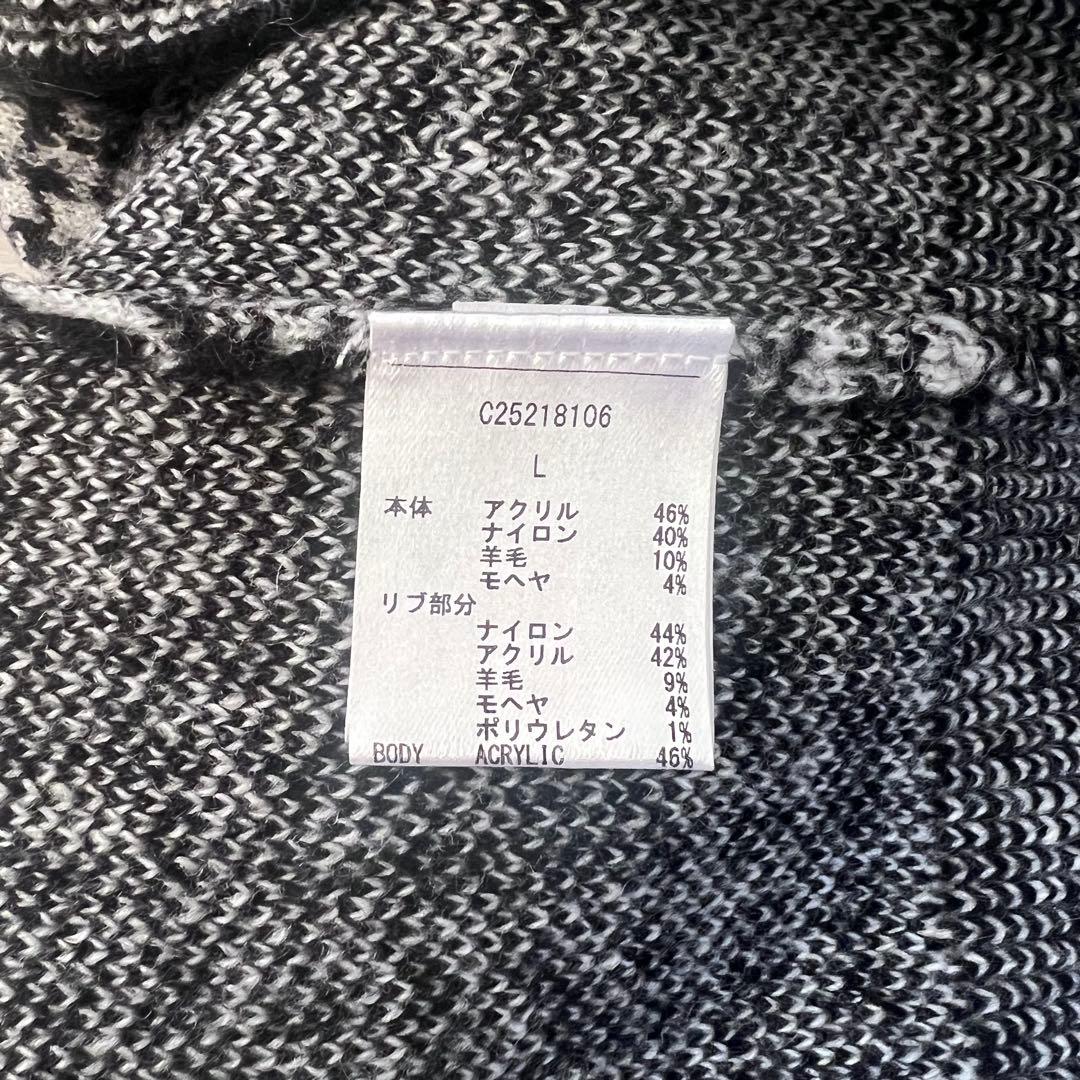 C25218106
L
本体 アクリル 46%
ナイロン 40%
羊毛 10%
モヘヤ 4%
リブ部分
ナイロン 44%
アクリル 42%
羊毛 9%
モヘヤ 4%
ポリウレタン 1%
BODY ACRYLIC 46%